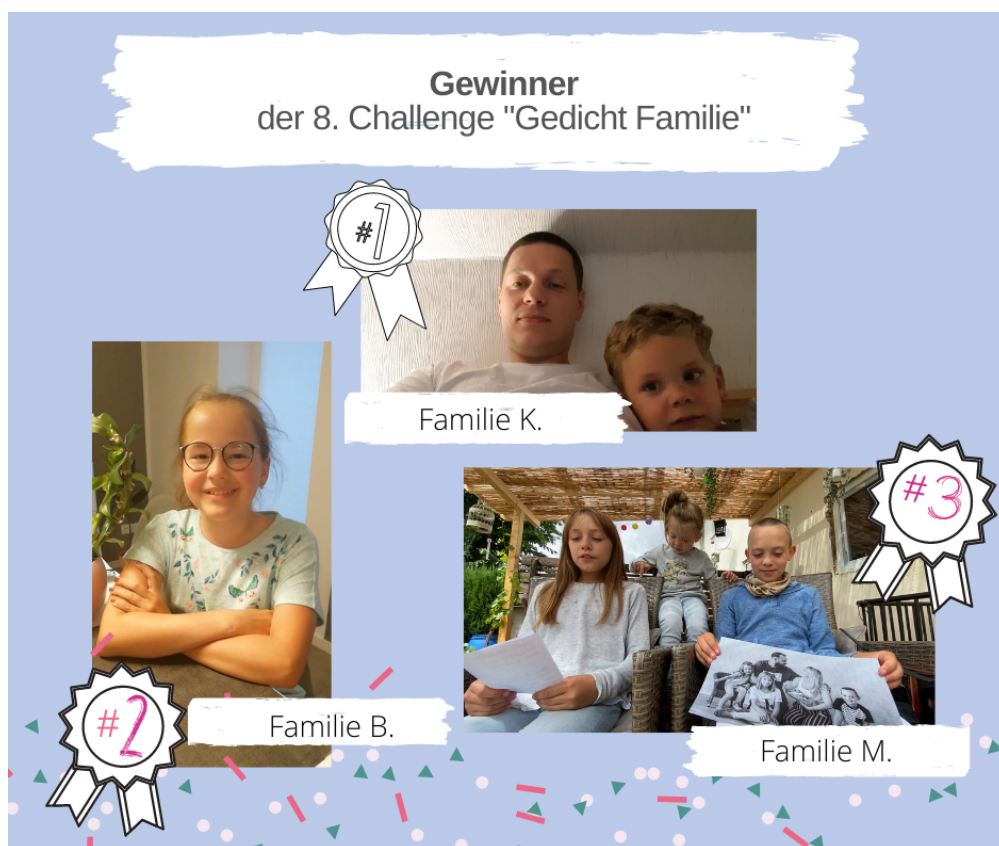 Gewinner
der 8. Challenge "Gedicht Familie"
#1
Familie K.
#3
#2
Familie B.
Familie M.